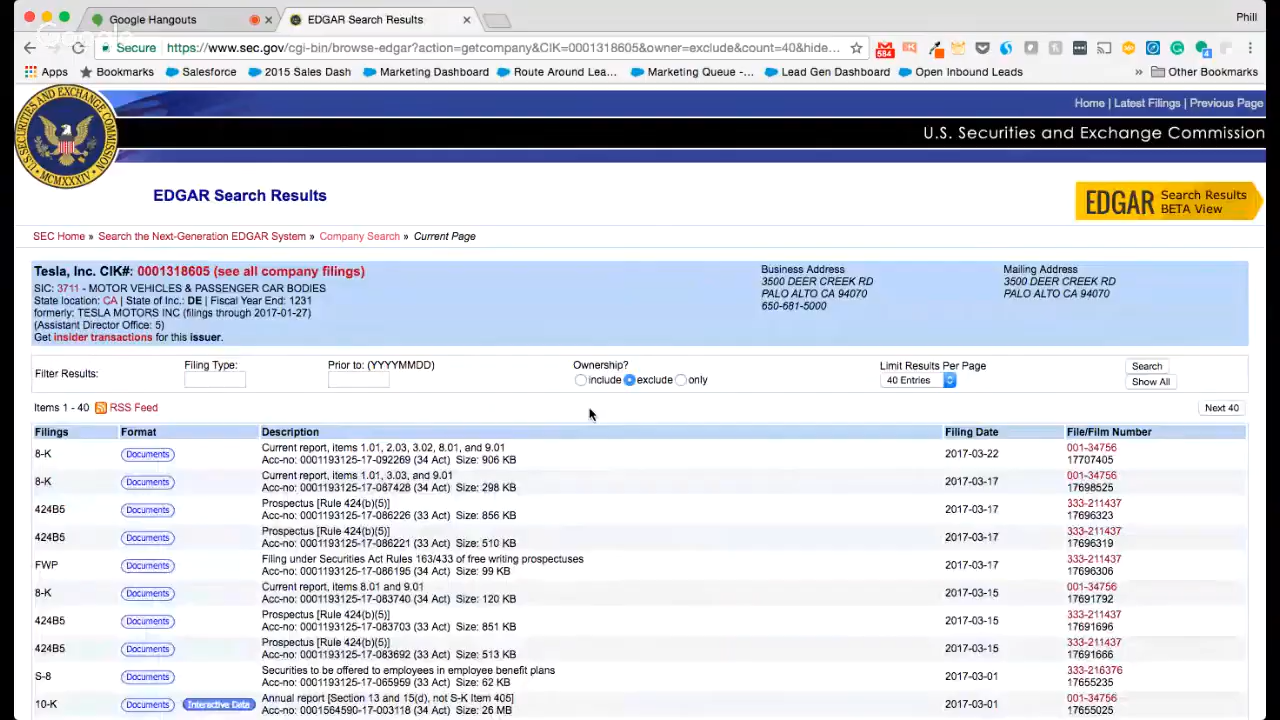 Google Hangouts
EDGAR Search Results
Phill
Google
Secure https://www.sec.gov/cgi-bin/browse-edgar?action=getcompany&CIK=0001318605&owner=exclude&count=40&hide...
584
4
Apps Bookmarks Salesforce 2015 Sales Dash Marketing Dashboard Route Around Lea... Marketing Queue -... Lead Gen Dashboard Open Inbound Leads » Other Bookmarks
Home | Latest Filings | Previous Page
U.S. Securities and Exchange Commission
SECURITIES AND EXCHANGE COMMISSION
MCMXXXIV
EDGAR Search Results
EDGAR Search Results
BETA View
SEC Home » Search the Next-Generation EDGAR System » Company Search » Current Page
Tesla, Inc. CIK#: 0001318605 (see all company filings)
SIC: 3711 - MOTOR VEHICLES & PASSENGER CAR BODIES
State location: CA | State of Inc.: DE | Fiscal Year End: 1231
formerly: TESLA MOTORS INC (filings through 2017-01-27)
(Assistant Director Office: 5)
Get insider transactions for this issuer.
Business Address
3500 DEER CREEK RD
PALO ALTO CA 94070
650-681-5000
Mailing Address
3500 DEER CREEK RD
PALO ALTO CA 94070
Filter Results:
Filing Type:
Prior to: (YYYYMMDD)
Ownership?
include exclude only
Limit Results Per Page
40 Entries
Search
Show All
Items 1 - 40 RSS Feed
Next 40
Filings Format Description Filing Date File/Film Number
8-K Documents Current report, items 1.01, 2.03, 3.02, 8.01, and 9.01 2017-03-22 001-34756
Acc-no: 0001193125-17-092269 (34 Act) Size: 906 KB 17707405
8-K Documents Current report, items 1.01, 3.03, and 9.01 2017-03-17 001-34756
Acc-no: 0001193125-17-087428 (34 Act) Size: 298 KB 17698525
424B5 Documents Prospectus [Rule 424(b)(5)] 2017-03-17 333-211437
Acc-no: 0001193125-17-086226 (33 Act) Size: 856 KB 17696323
424B5 Documents Prospectus [Rule 424(b)(5)] 2017-03-17 333-211437
Acc-no: 0001193125-17-086221 (33 Act) Size: 510 KB 17696319
FWP Documents Filing under Securities Act Rules 163/433 of free writing prospectuses 2017-03-17 333-211437
Acc-no: 0001193125-17-086195 (34 Act) Size: 99 KB 17696306
8-K Documents Current report, items 8.01 and 9.01 2017-03-15 001-34756
Acc-no: 0001193125-17-083740 (34 Act) Size: 120 KB 17691792
424B5 Documents Prospectus [Rule 424(b)(5)] 2017-03-15 333-211437
Acc-no: 0001193125-17-083703 (33 Act) Size: 851 KB 17691696
424B5 Documents Prospectus [Rule 424(b)(5)] 2017-03-15 333-211437
Acc-no: 0001193125-17-083692 (33 Act) Size: 513 KB 17691666
S-8 Documents Securities to be offered to employees in employee benefit plans 2017-03-01 333-216376
Acc-no: 0001193125-17-065959 (33 Act) Size: 62 KB 17655235
10-K Documents Interactive Data Annual report [Section 13 and 15(d), not S-K Item 405] 2017-03-01 001-34756
Acc-no: 0001564590-17-003118 (34 Act) Size: 26 MB 17655025